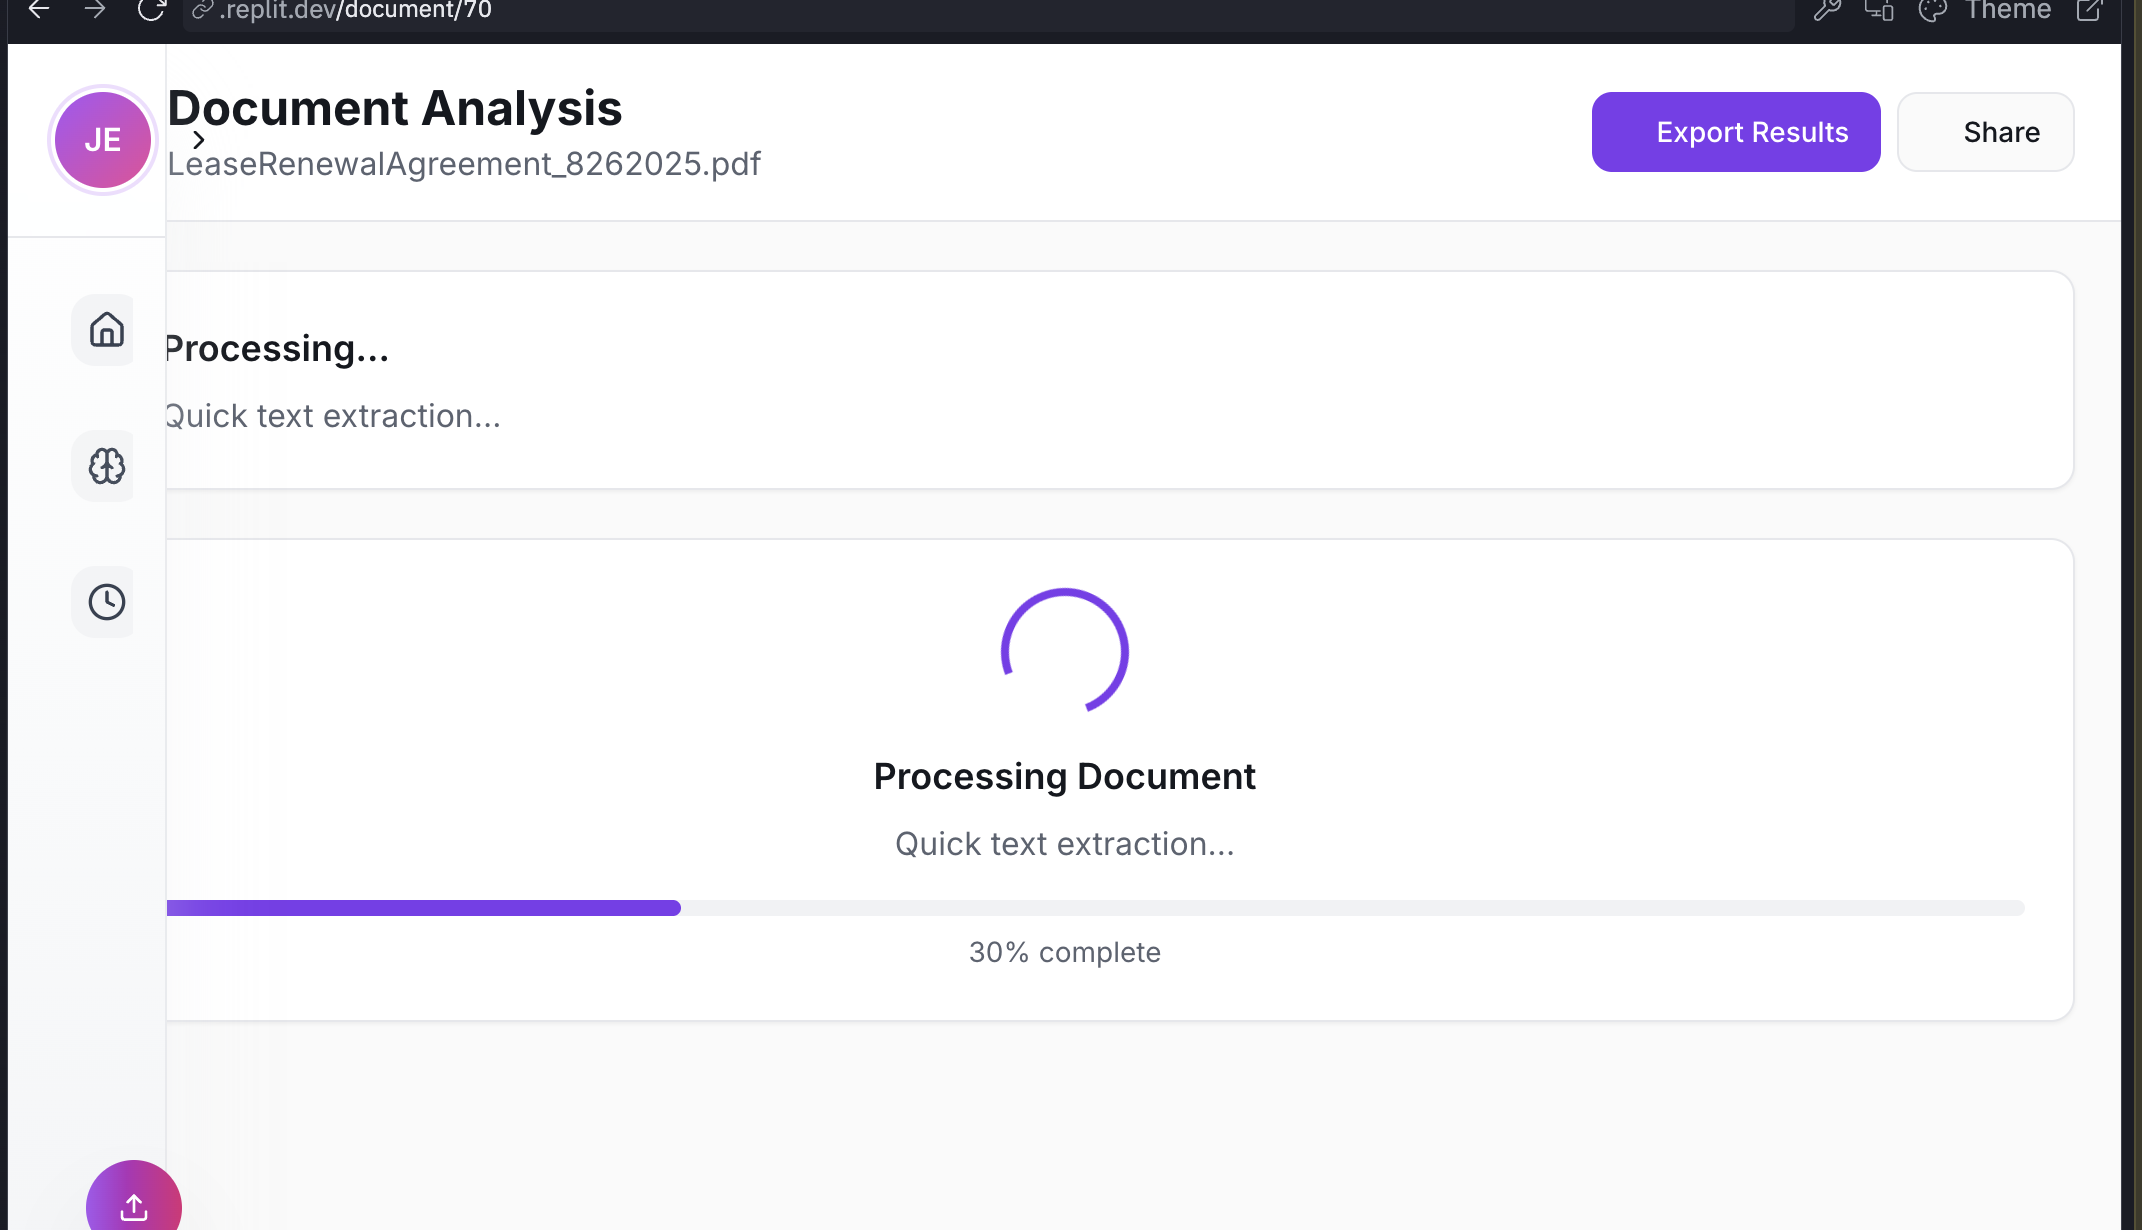 .replit.dev/document/70
Theme
JE
Document Analysis
LeaseRenewalAgreement_8262025.pdf
Export Results
Share
Processing...
Quick text extraction...
Processing Document
Quick text extraction...
30% complete